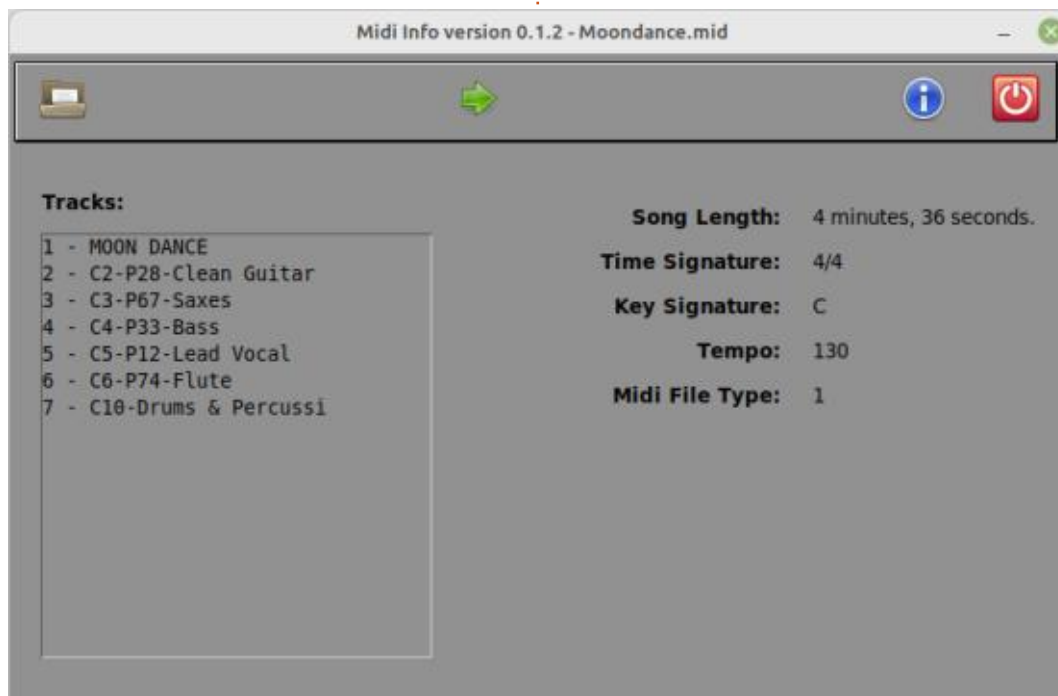 Midi Info version 0.1.2 - Moondance.mid
Tracks:
1 - MOON DANCE
2 - C2-P28-Clean Guitar
3 - C3-P67-Saxes
4 - C4-P33-Bass
5 - C5-P12-Lead Vocal
6 - C6-P74-Flute
7 - C10-Drums & Percussi
Song Length: 4 minutes, 36 seconds.
Time Signature: 4/4
Key Signature: C
Tempo: 130
Midi File Type: 1